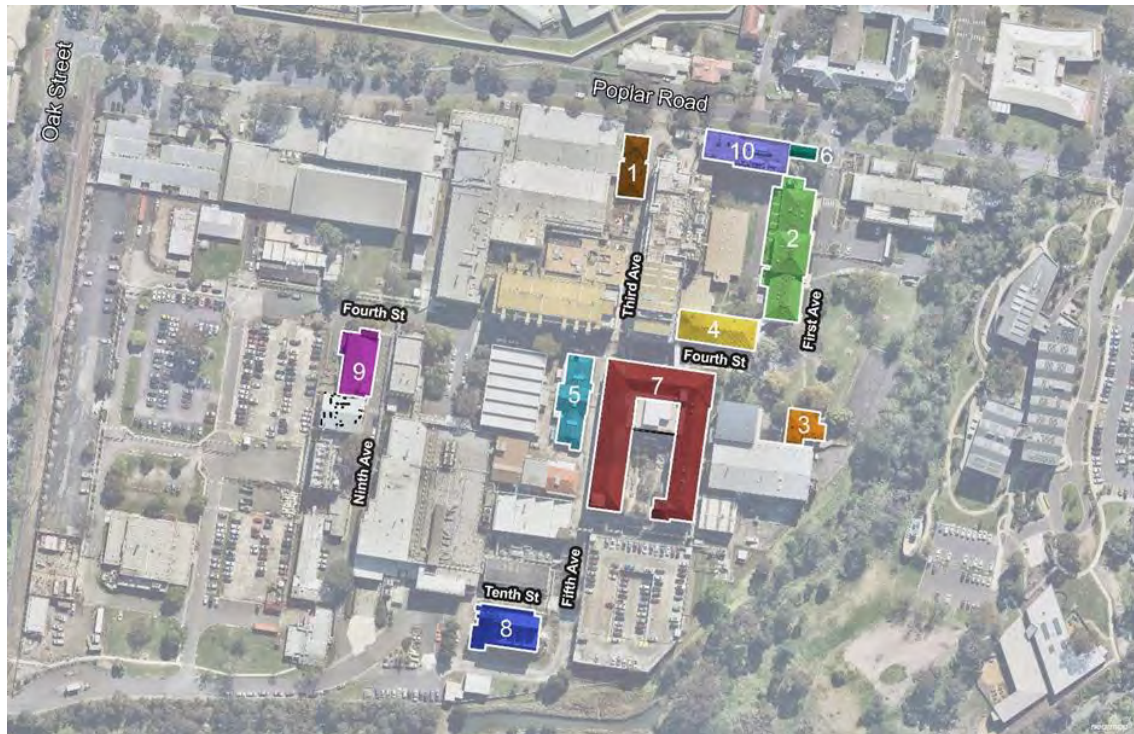 Oak Street
Poplar Road
1
10
6
2
Third Ave
First Ave
Fourth St
4
Fourth St
9
5
7
3
Ninth Ave
Fifth Ave
Tenth St
8
nearmap